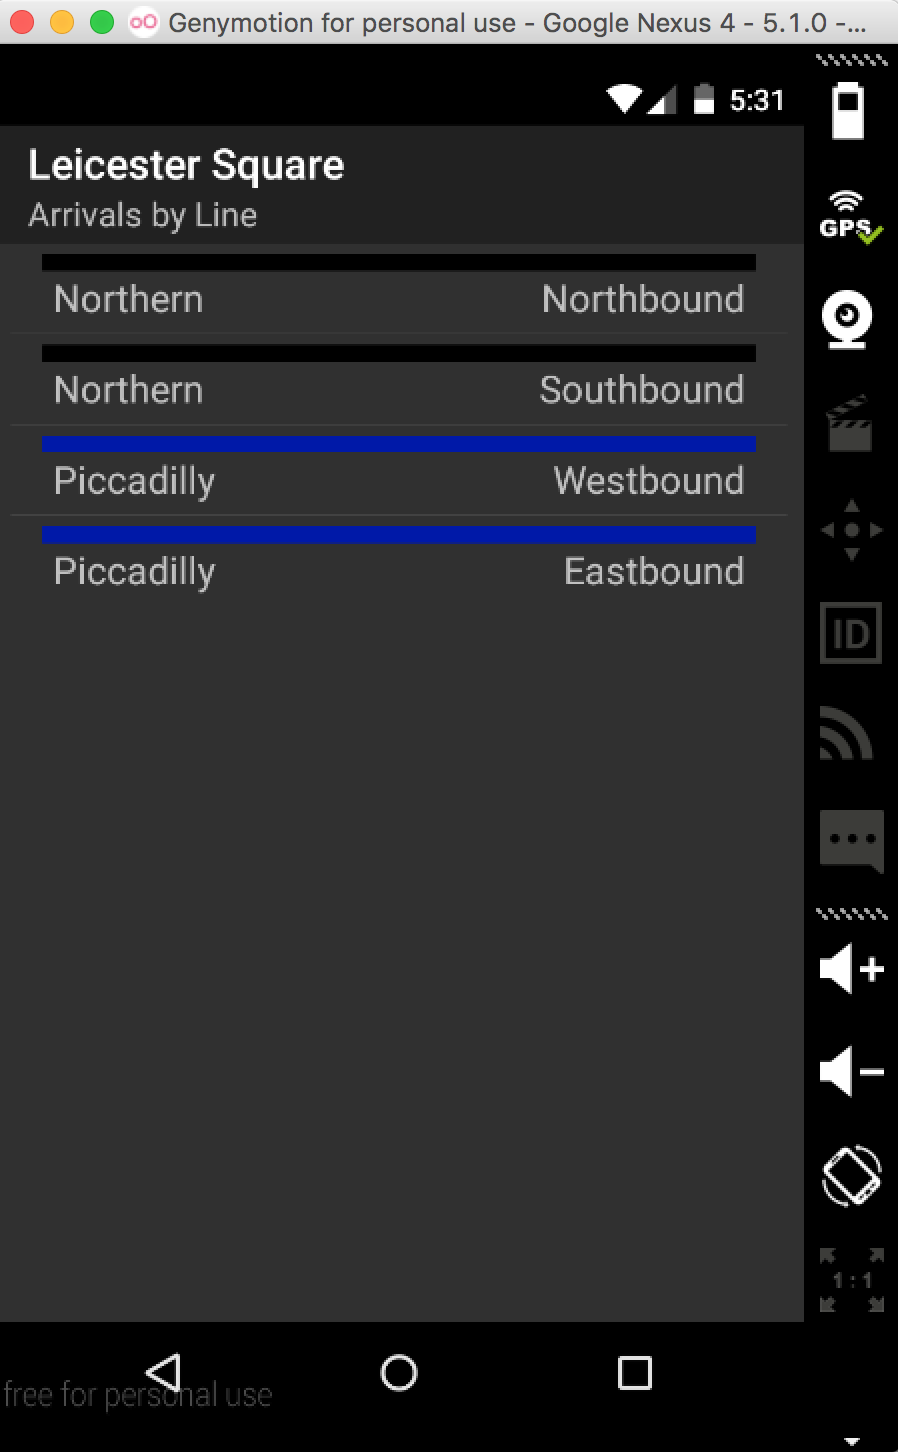 Genymotion for personal use - Google Nexus 4 - 5.1.0 -...
5:31
Leicester Square
Arrivals by Line
GPS
Northern Northbound
Northern Southbound
Piccadilly Westbound
Piccadilly Eastbound
ID
1:1
free for personal use